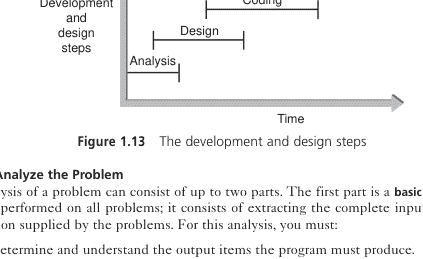 Development
and
design
steps
Coding
Design
Analysis
Time
Figure 1.13 The development and design steps
Analyze the Problem
ysis of a problem can consist of up to two parts. The first part is a basic
performed on all problems; it consists of extracting the complete input
on supplied by the problems. For this analysis, you must:
etermine and understand the output items the program must produce.